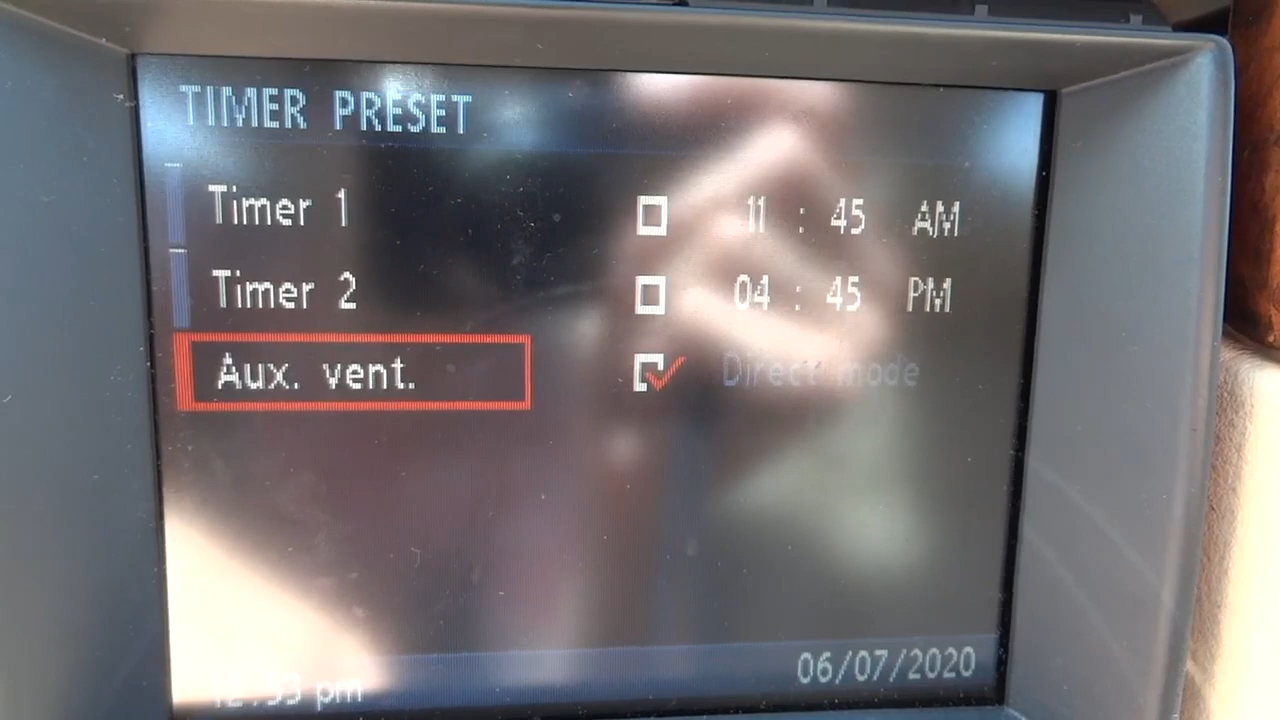 TIMER PRESET
Timer 1 11 : 45 AM
Timer 2 04 : 45 PM
Aux. vent. Direct mode
06/07/2020
pm